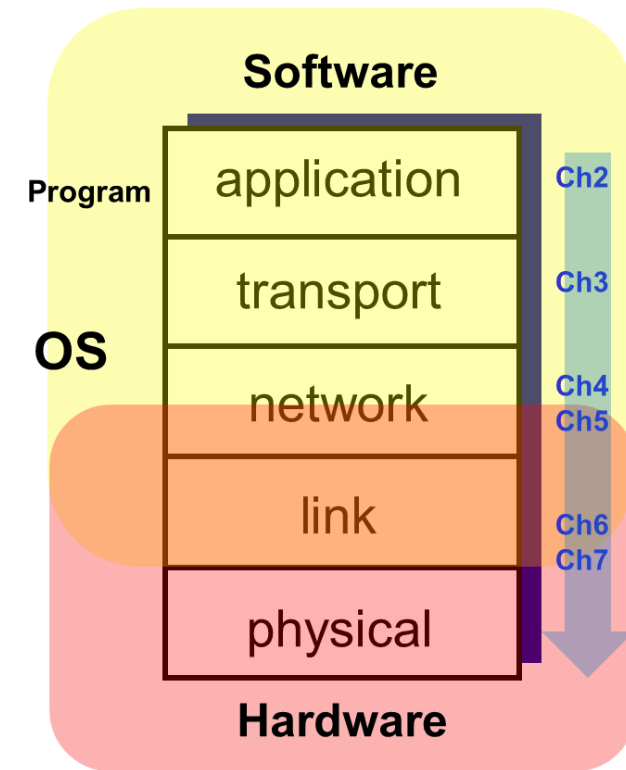 Software
Program
application
Ch2
transport
Ch3
OS
network
Ch4
Ch5
link
Ch6
Ch7
physical
Hardware